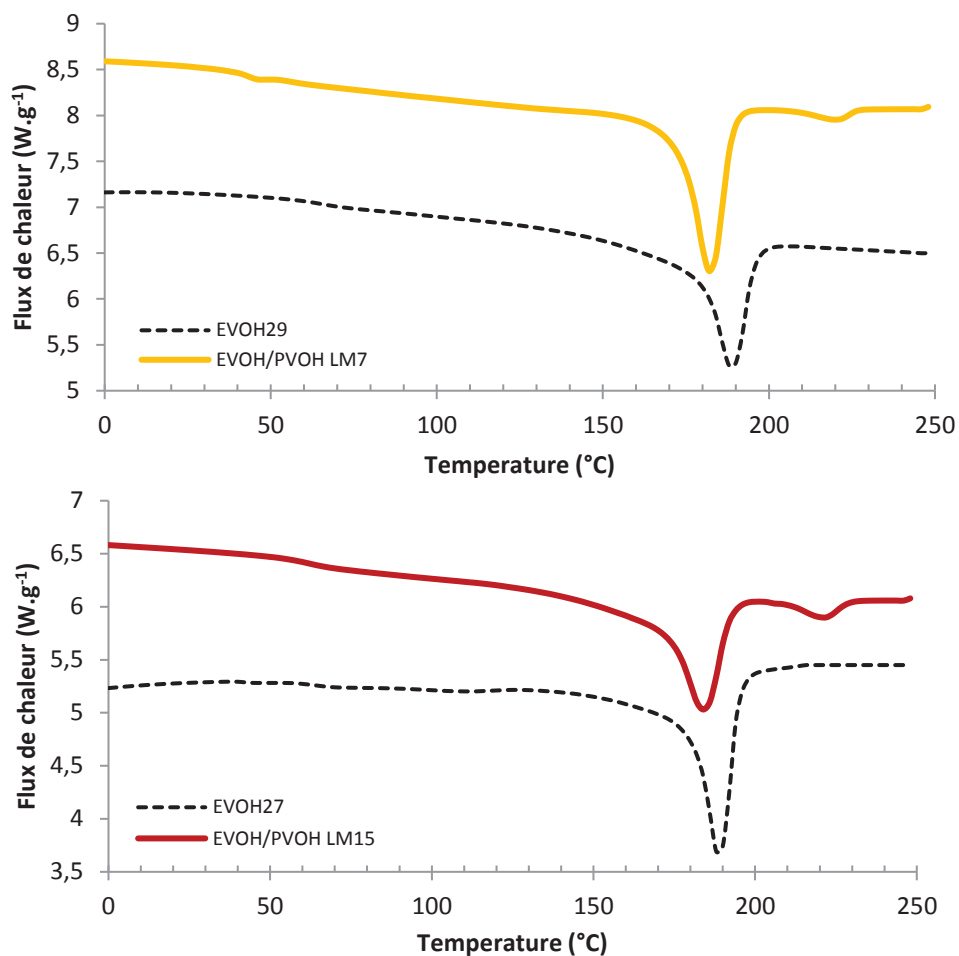 Flux de chaleur (W.g-1)
9
8,5
8
7,5
7
6,5
6
5,5
5
EVOH29
EVOH/PVOH LM7
0 50 100 150 200 250
Temperature (°C)
Flux de chaleur (W.g-1)
7
6,5
6
5,5
5
4,5
4
3,5
EVOH27
EVOH/PVOH LM15
0 50 100 150 200 250
Temperature (°C)